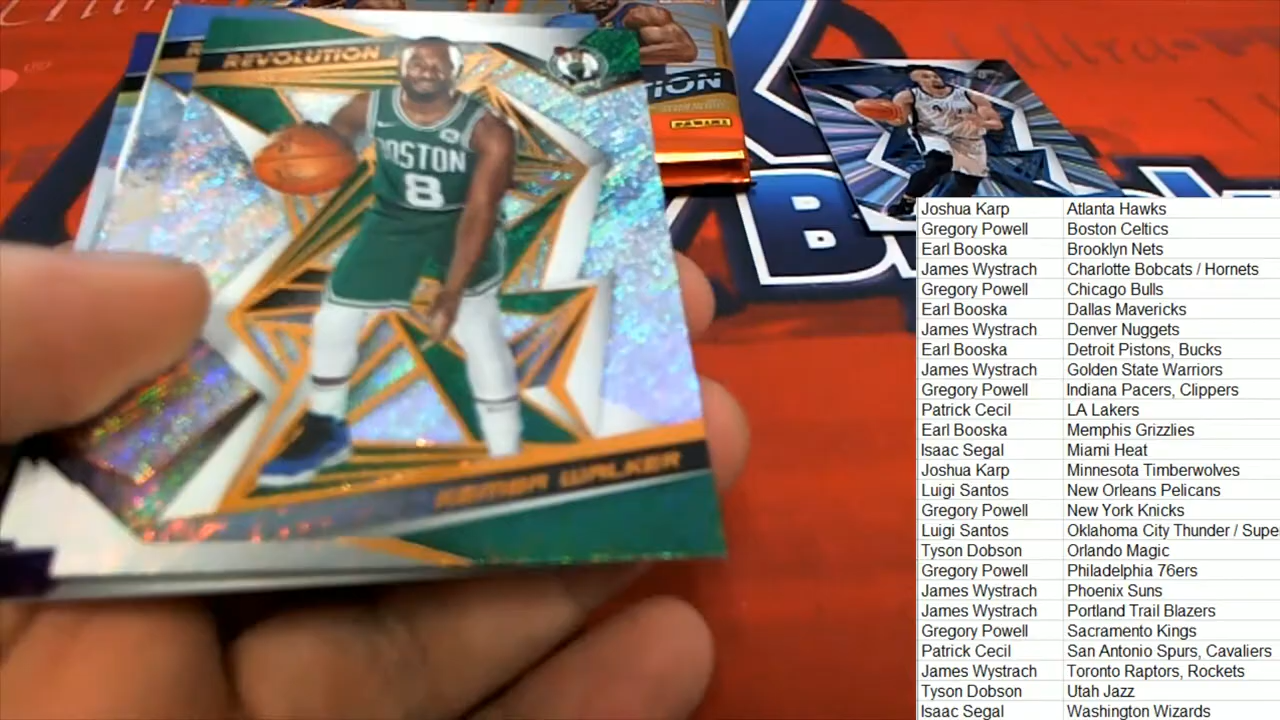 REVOLUTION
BOSTON
8
KEMBA WALKER
TION
PANINI
B
Joshua Karp Atlanta Hawks
Gregory Powell Boston Celtics
Earl Booska Brooklyn Nets
James Wystrach Charlotte Bobcats / Hornets
Gregory Powell Chicago Bulls
Earl Booska Dallas Mavericks
James Wystrach Denver Nuggets
Earl Booska Detroit Pistons, Bucks
James Wystrach Golden State Warriors
Gregory Powell Indiana Pacers, Clippers
Patrick Cecil LA Lakers
Earl Booska Memphis Grizzlies
Isaac Segal Miami Heat
Joshua Karp Minnesota Timberwolves
Luigi Santos New Orleans Pelicans
Gregory Powell New York Knicks
Luigi Santos Oklahoma City Thunder / Supe
Tyson Dobson Orlando Magic
Gregory Powell Philadelphia 76ers
James Wystrach Phoenix Suns
James Wystrach Portland Trail Blazers
Gregory Powell Sacramento Kings
Patrick Cecil San Antonio Spurs, Cavaliers
James Wystrach Toronto Raptors, Rockets
Tyson Dobson Utah Jazz
Isaac Segal Washington Wizards